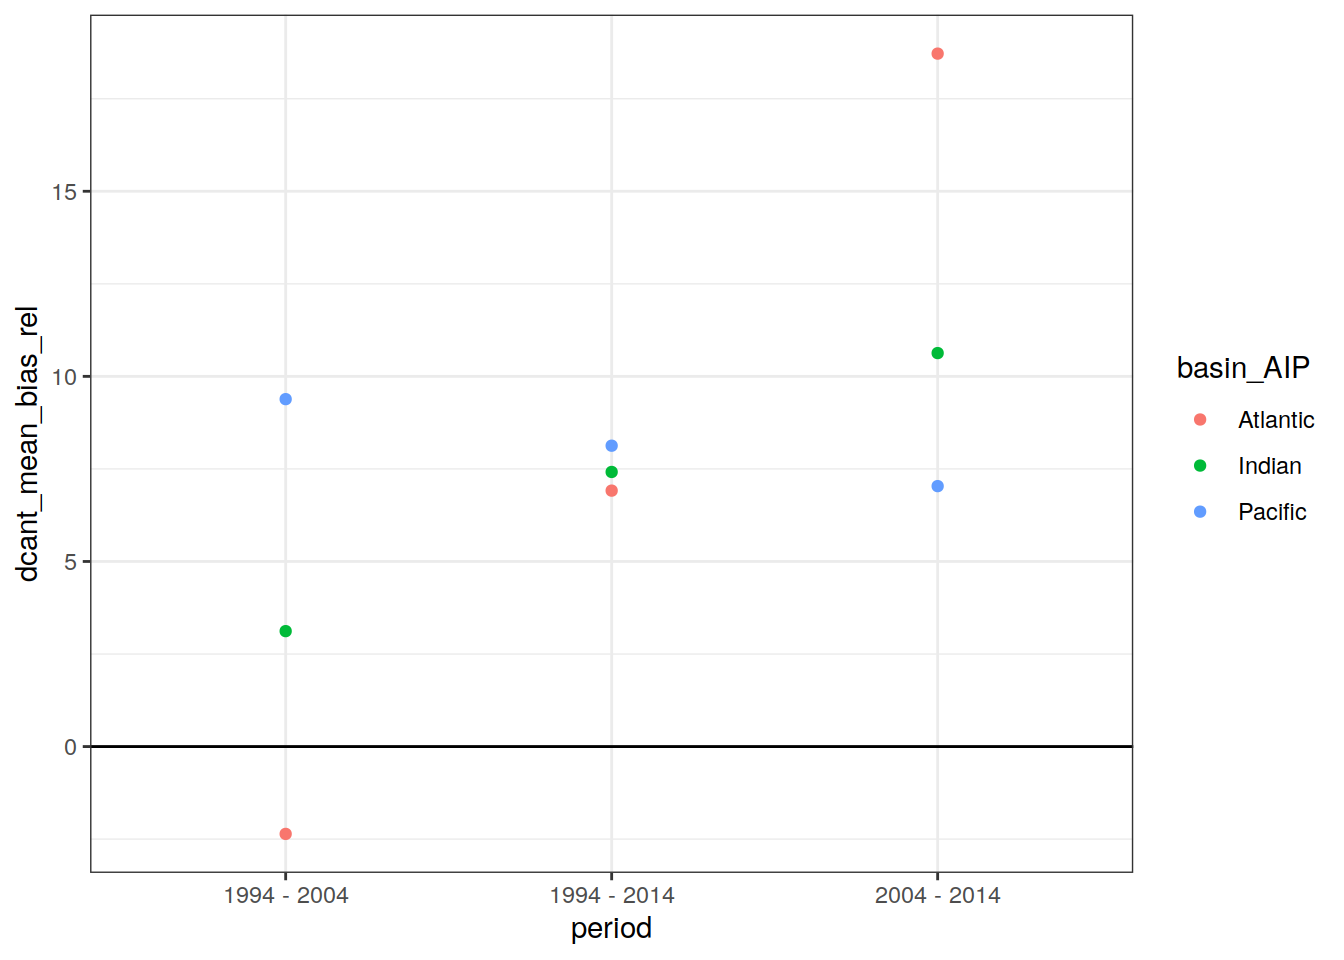 dcant_mean_bias_rel
15
10
5
0
1994 - 2004
1994 - 2014
2004 - 2014
period
basin_AIP
Atlantic
Indian
Pacific